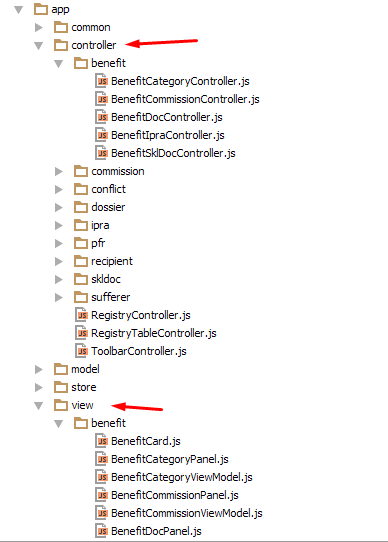 app
common
controller
benefit
BenefitCategoryController.js
BenefitCommissionController.js
BenefitDocController.js
BenefitIpraController.js
BenefitSklDocController.js
commission
conflict
dossier
ipra
pfr
recipient
skldoc
sufferer
RegistryController.js
RegistryTableController.js
ToolbarController.js
model
store
view
benefit
BenefitCard.js
BenefitCategoryPanel.js
BenefitCategoryViewModel.js
BenefitCommissionPanel.js
BenefitCommissionViewModel.js
BenefitDocPanel.js